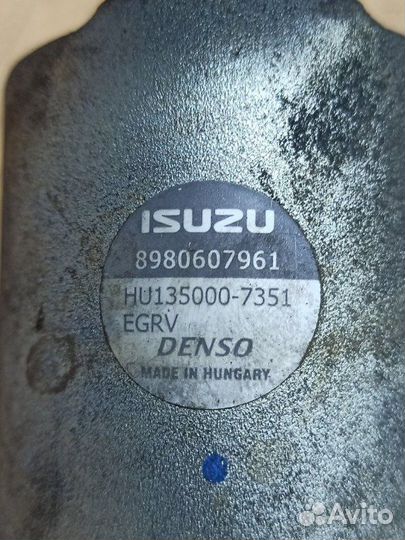 ISUZU
8980607961
HU135000-7351
EGRV
DENSO
MADE IN HUNGARY
Avito